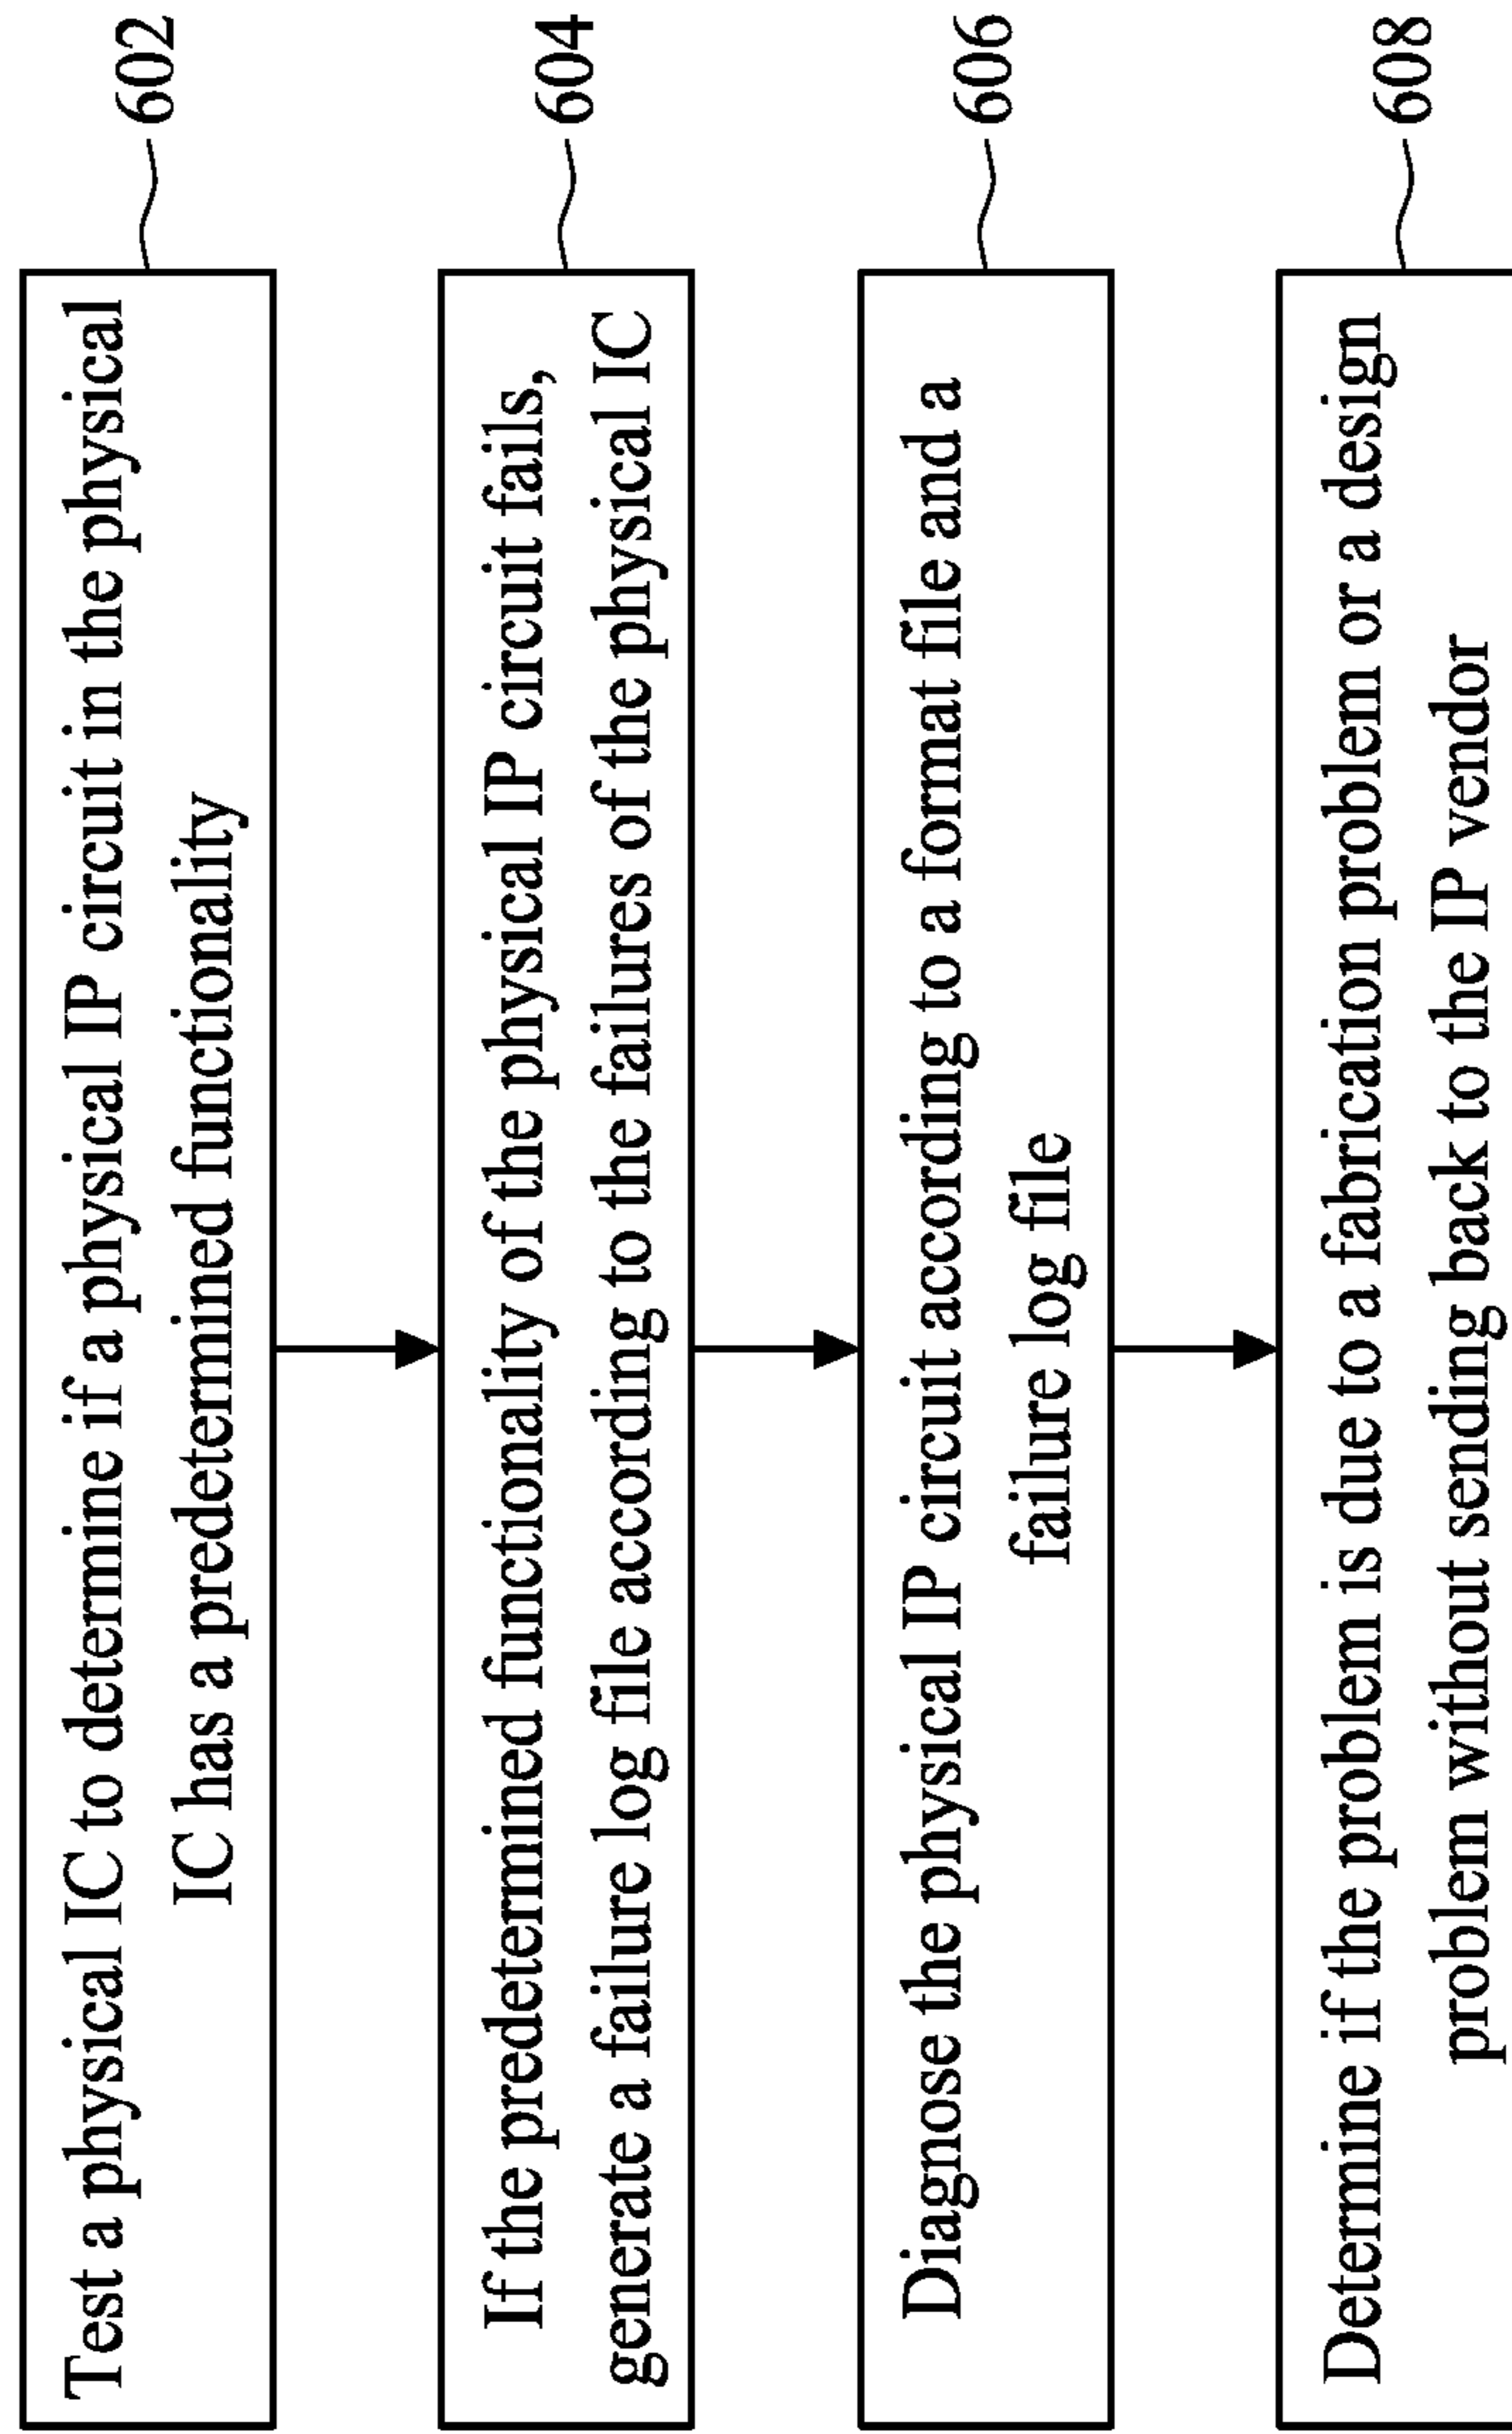 Test a physical IC to determine if a physical IP circuit in the physical
IC has a predetermined functionality
602
If the predetermined functionality of the physical IP circuit fails,
generate a failure log file according to the failures of the physical IC
604
Diagnose the physical IP circuit according to a format file and a
failure log file
606
Determine if the problem is due to a fabrication problem or a design
problem without sending back to the IP vendor
608